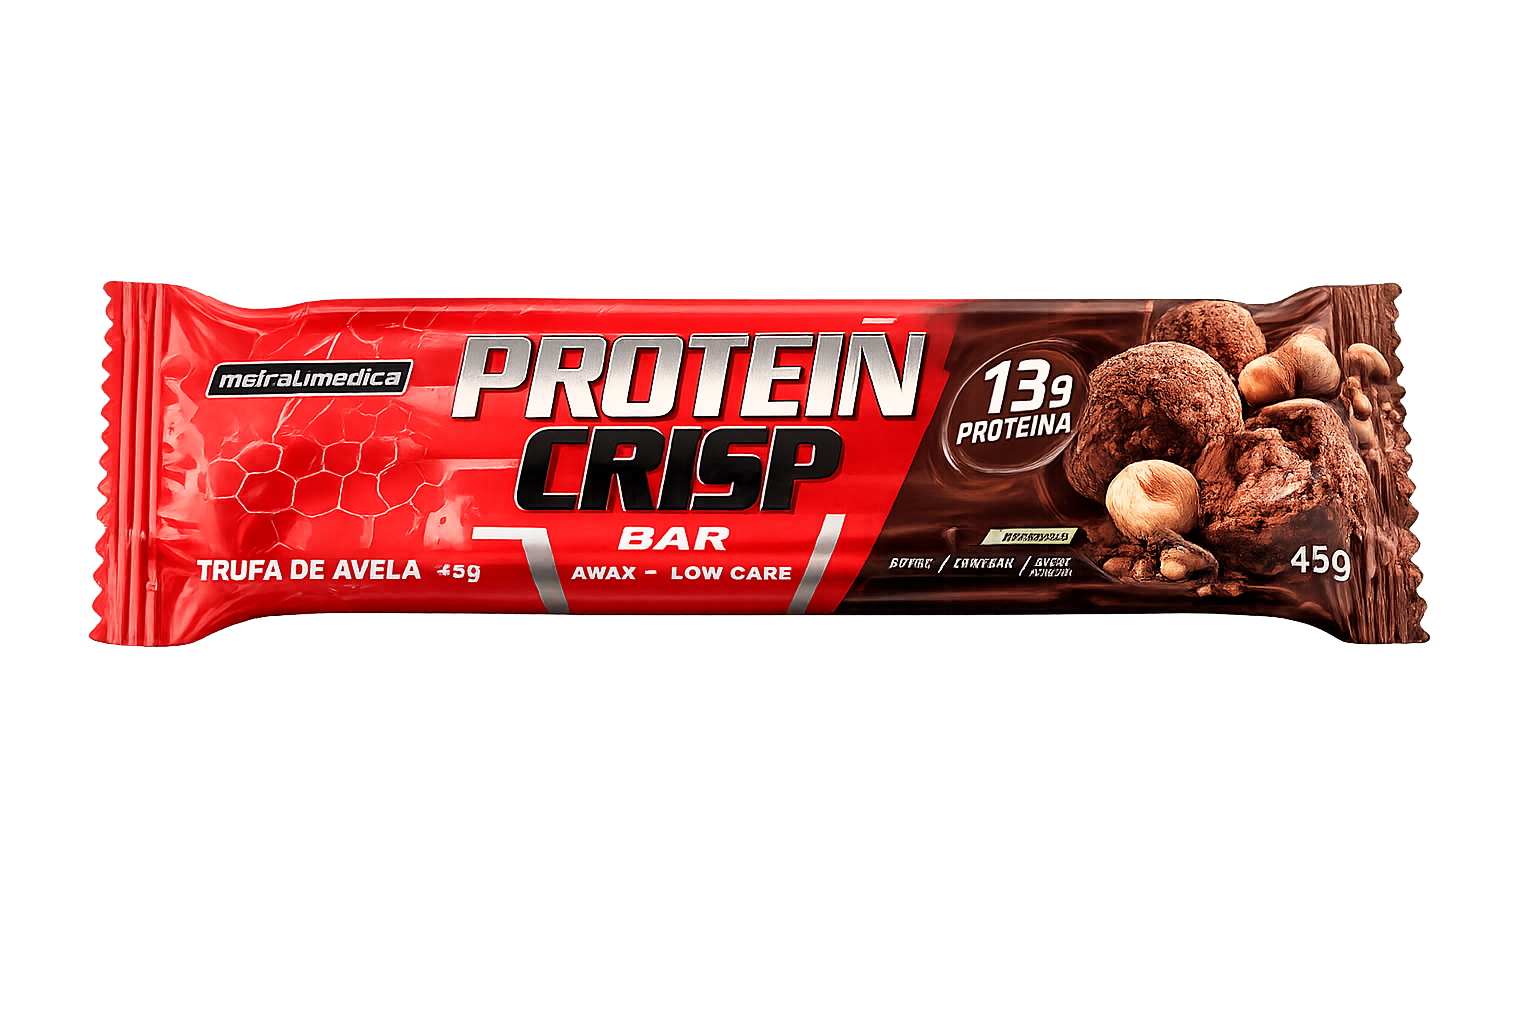 meiralimedica
PROTEIN
CRISP
BAR
AWAX - LOW CARE
TRUFA DE AVELA 45g
13g
PROTEINA
45g